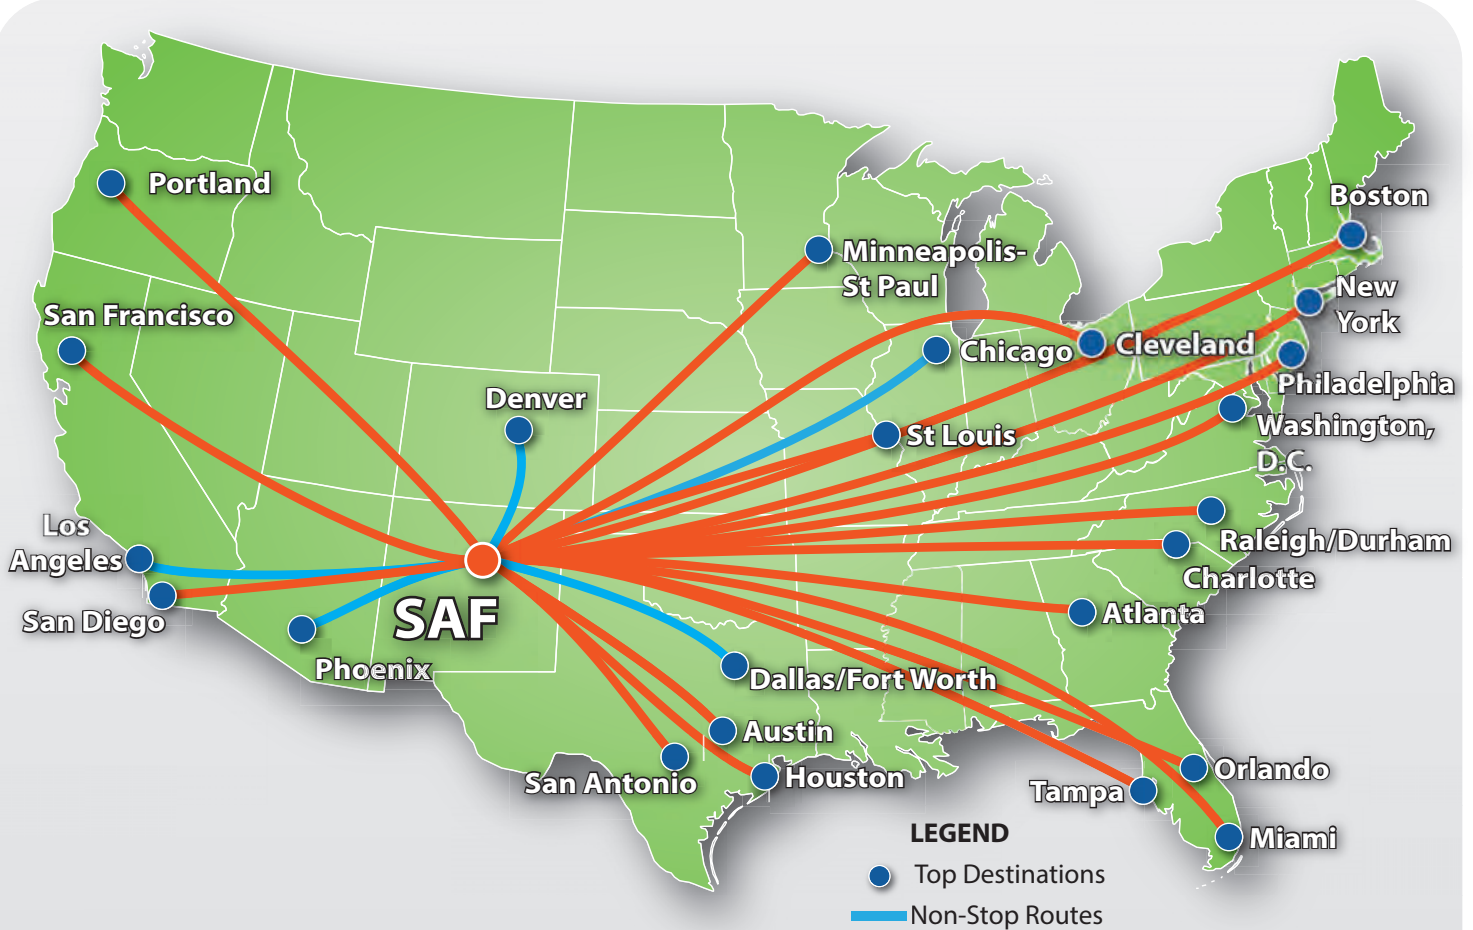 Portland
Boston
Minneapolis-
St Paul
New
York
San Francisco
Chicago
Cleveland
Philadelphia
Denver
St Louis
Washington,
D.C.
Los
Angeles
Raleigh/Durham
Charlotte
San Diego
SAF
Atlanta
Phoenix
Dallas/Fort Worth
Austin
San Antonio
Houston
Orlando
Tampa
Miami
LEGEND
Top Destinations
Non-Stop Routes